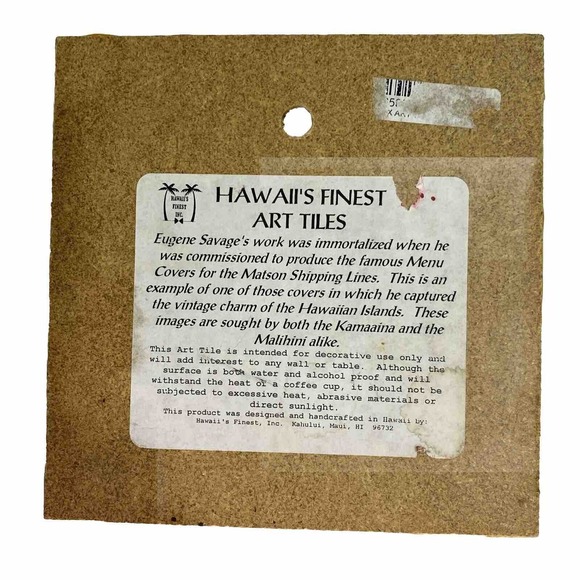 HAWAII'S
FINEST
INC.
HAWAII'S FINEST
ART TILES
Eugene Savage's work was immortalized when he
was commissioned to produce the famous Menu
Covers for the Matson Shipping Lines. This is an
example of one of those covers in which he captured
the vintage charm of the Hawaiian Islands. These
images are sought by both the Kamaaina and the
Malihini alike.
This Art Tile is intended for decorative use only and
will add interest to any wall or table. Although the
surface is both water and alcohol proof and will
withstand the heat of a coffee cup, it should not be
subjected to excessive heat, abrasive materials or
direct sunlight.
This product was designed and handcrafted in Hawaii by:
Hawaii's Finest, Inc. Kahului, Maui, HI 96732